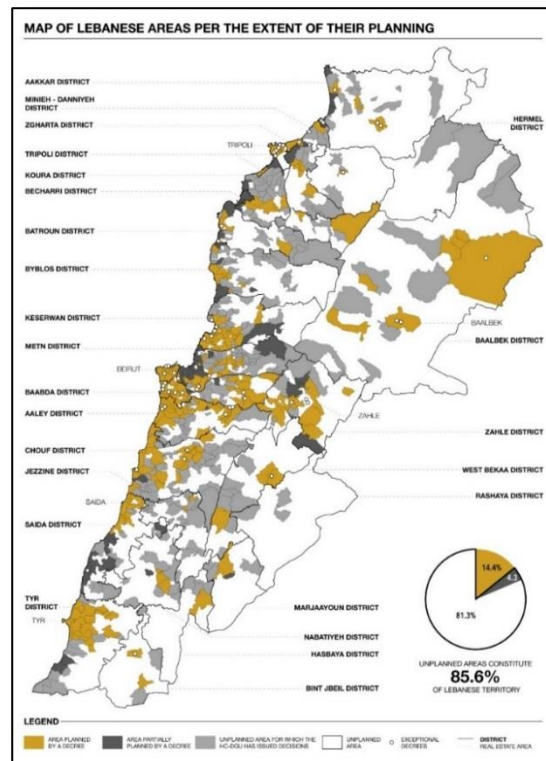 MAP OF LEBANESE AREAS PER THE EXTENT OF THEIR PLANNING
AAKKAR DISTRICT
MINIEH - DANNIYEH
DISTRICT
ZGHARTA DISTRICT
TRIPOLI
HERMEL
DISTRICT
TRIPOLI DISTRICT
KOURA DISTRICT
BECHARRI DISTRICT
BATROUN DISTRICT
BYBLOS DISTRICT
KESERWAN DISTRICT
BAALBEK
METN DISTRICT
BAALBEK DISTRICT
BEIRUT
BAABDA DISTRICT
AALEY DISTRICT
ZAHLE
CHOUF DISTRICT
ZAHLE DISTRICT
JEZZINE DISTRICT
WEST BEKAA DISTRICT
SAIDA
RASHAYA DISTRICT
SAIDA DISTRICT
14.4%
4.3
81.3%
TYR
DISTRICT
TYR
MARJAAYOUN DISTRICT
NABATIYEH DISTRICT
HASBAYA DISTRICT
BINT JBEIL DISTRICT
UNPLANNED AREAS CONSTITUTE
85.6%
OF LEBANESE TERRITORY
LEGEND
AREA PLANNED
BY A DECREE
AREA PARTIALLY
PLANNED BY A DECREE
UNPLANNED AREA FOR WHICH THE
HC-DGU HAS ISSUED DECISIONS
UNPLANNED
AREA
EXCEPTIONAL
DECREES
DISTRICT
REAL ESTATE AREA